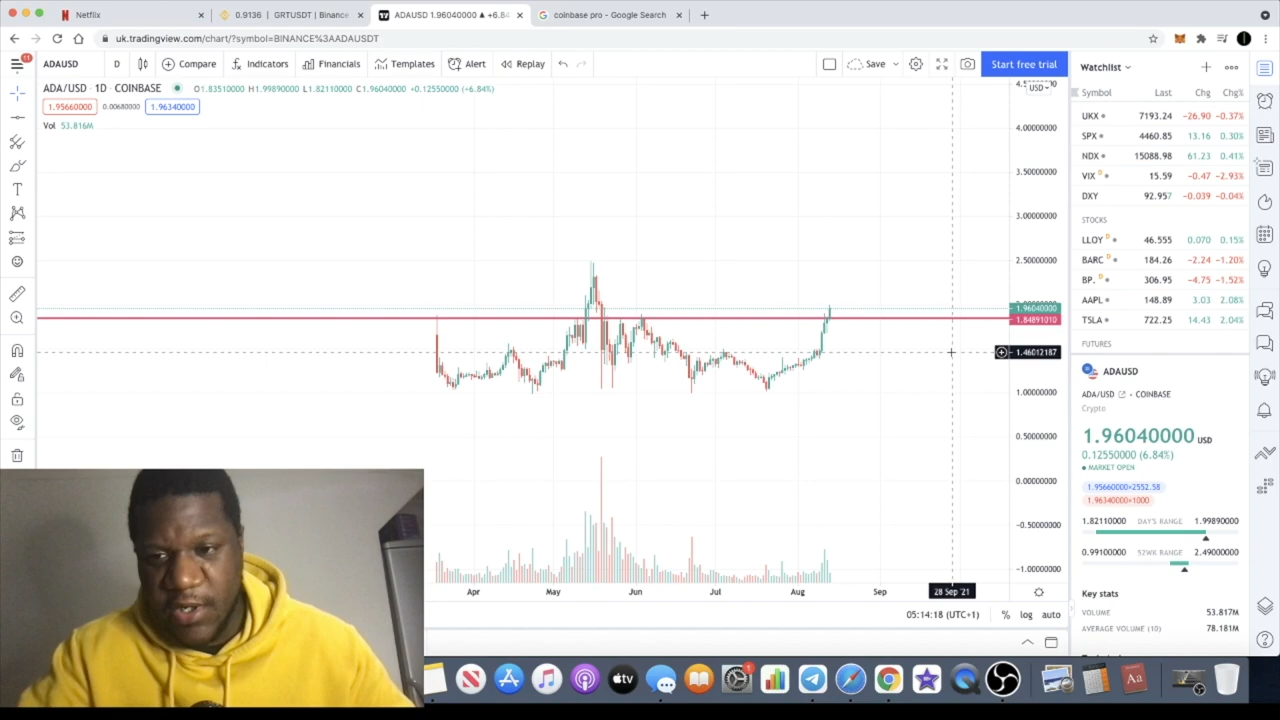 Netflix
0.9136 | GRTUSDT | Binance
ADAUSD 1.96040000 ▲ +6.84
coinbase pro - Google Search
uk.tradingview.com/chart/?symbol=BINANCE%3AADAUSDT
11
ADAUSD D Compare Indicators Financials Templates Alert Replay Save Start free trial
ADA/USD · 1D · COINBASE O1.83510000 H1.99890000 L1.82110000 C1.96040000 +0.12550000 (+6.84%)
1.95660000 0.00680000 1.96340000
Vol 53.816M
USD
4.00000000
3.50000000
3.00000000
2.50000000
1.96040000
1.84891010
1.46012187
1.00000000
0.50000000
0.00000000
-0.50000000
-1.00000000
Apr May Jun Jul Aug Sep 28 Sep '21
05:14:18 (UTC+1) % log auto
Watchlist
Symbol Last Chg Chg%
UKX 7193.24 −26.90 −0.37%
SPX 4460.85 13.16 0.30%
NDX 15088.98 61.23 0.41%
VIX D 15.59 −0.47 −2.93%
DXY 92.957 −0.039 −0.04%
STOCKS
LLOY D 46.555 0.070 0.15%
BARC D 184.26 −2.24 −1.20%
BP. D 306.95 −4.75 −1.52%
AAPL 148.89 3.03 2.08%
TSLA 722.25 14.43 2.04%
FUTURES
ADAUSD
ADA/USD · COINBASE
Crypto
1.96040000 USD
0.12550000 (6.84%)
MARKET OPEN
1.95660000×2552.58
1.96340000×1000
1.82110000 DAY'S RANGE 1.99890000
0.99100000 52WK RANGE 2.49000000
Key stats
VOLUME 53.817M
AVERAGE VOLUME (10) 78.181M
tv
1
Aa